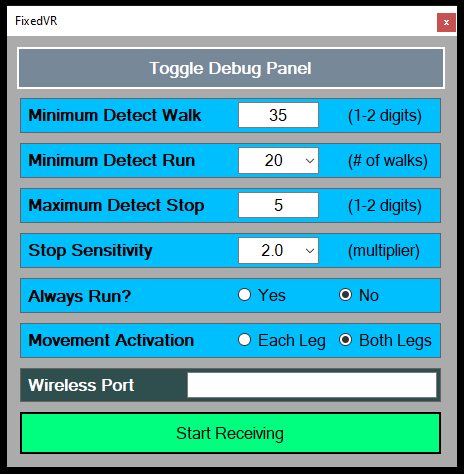 FixedVR x
Toggle Debug Panel
Minimum Detect Walk 35 (1-2 digits)
Minimum Detect Run 20 (# of walks)
Maximum Detect Stop 5 (1-2 digits)
Stop Sensitivity 2.0 (multiplier)
Always Run? Yes No
Movement Activation Each Leg Both Legs
Wireless Port
Start Receiving